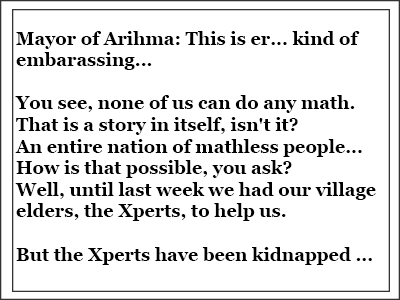 Mayor of Arihma: This is er... kind of
embarassing...
You see, none of us can do any math.
That is a story in itself, isn't it?
An entire nation of mathless people...
How is that possible, you ask?
Well, until last week we had our village
elders, the Xperts, to help us.
But the Xperts have been kidnapped ...